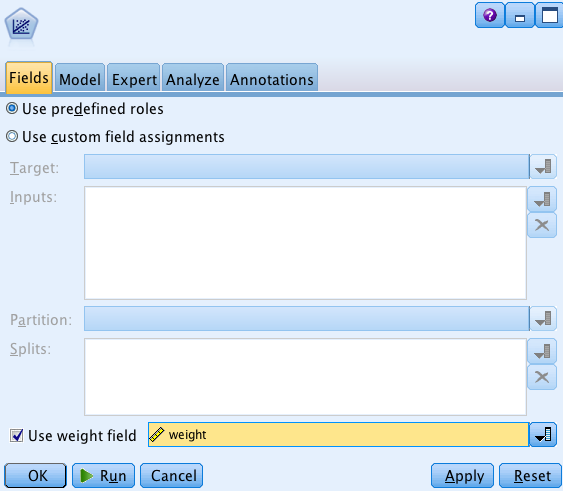 ?
Fields Model Expert Analyze Annotations
Use predefined roles
Use custom field assignments
Target:
Inputs:
Partition:
Splits:
Use weight field weight
OK Run Cancel Apply Reset